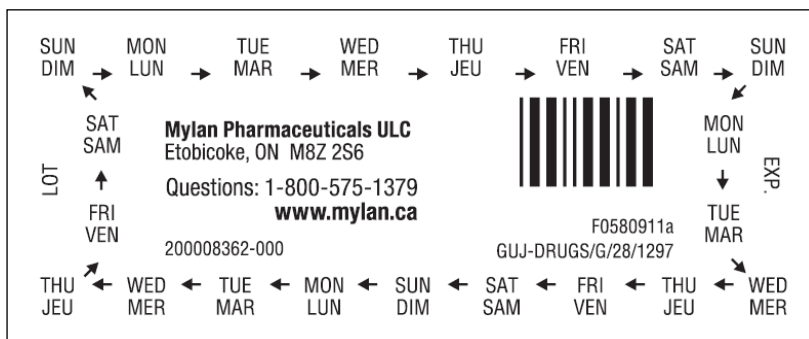 SUN MON TUE WED THU FRI SAT SUN
DIM LUN MAR MER JEU VEN SAM DIM
SAT
SAM
Mylan Pharmaceuticals ULC
Etobicoke, ON M8Z 2S6
MON
LUN
LOT
Questions: 1-800-575-1379
www.mylan.ca
EXP.
FRI
VEN
TUE
MAR
F0580911a
200008362-000
GUJ-DRUGS/G/28/1297
THU WED TUE MON SUN SAT FRI THU WED
JEU MER MAR LUN DIM SAM VEN JEU MER